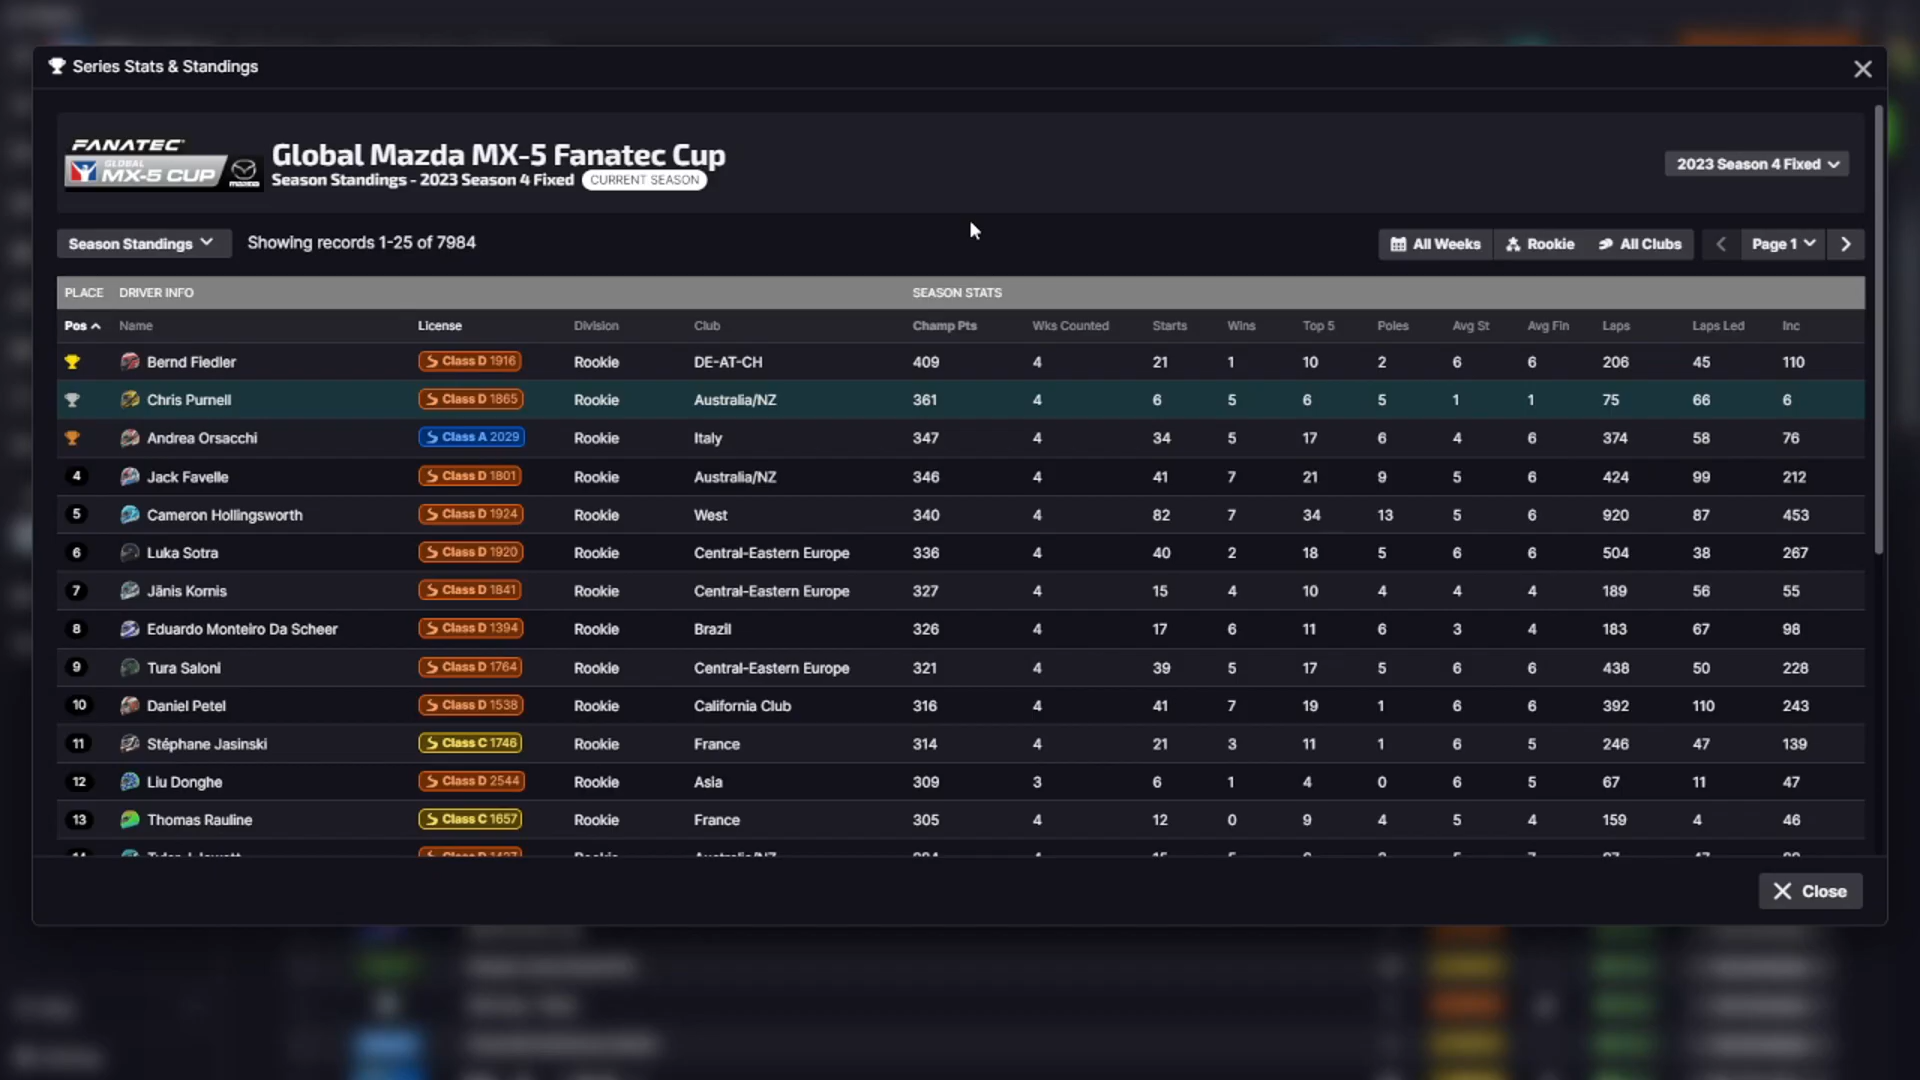 Series Stats & Standings
FANATEC
GLOBAL
MX-5 CUP
mazda
Global Mazda MX-5 Fanatec Cup
Season Standings - 2023 Season 4 Fixed CURRENT SEASON
2023 Season 4 Fixed
Season Standings Showing records 1-25 of 7984 All Weeks Rookie All Clubs Page 1
PLACE DRIVER INFO SEASON STATS
Pos Name License Division Club Champ Pts Wks Counted Starts Wins Top 5 Poles Avg St Avg Fin Laps Laps Led Inc
Bernd Fiedler Class D 1916 Rookie DE-AT-CH 409 4 21 1 10 2 6 6 206 45 110
Chris Purnell Class D 1865 Rookie Australia/NZ 361 4 6 5 6 5 1 1 75 66 6
Andrea Orsacchi Class A 2029 Rookie Italy 347 4 34 5 17 6 4 6 374 58 76
4 Jack Favelle Class D 1801 Rookie Australia/NZ 346 4 41 7 21 9 5 6 424 99 212
5 Cameron Hollingsworth Class D 1924 Rookie West 340 4 82 7 34 13 5 6 920 87 453
6 Luka Sotra Class D 1920 Rookie Central-Eastern Europe 336 4 40 2 18 5 6 6 504 38 267
7 Jānis Kornis Class D 1841 Rookie Central-Eastern Europe 327 4 15 4 10 4 4 4 189 56 55
8 Eduardo Monteiro Da Scheer Class D 1394 Rookie Brazil 326 4 17 6 11 6 3 4 183 67 98
9 Tura Saloni Class D 1764 Rookie Central-Eastern Europe 321 4 39 5 17 5 6 6 438 50 228
10 Daniel Petel Class D 1538 Rookie California Club 316 4 41 7 19 1 6 6 392 110 243
11 Stéphane Jasinski Class C 1746 Rookie France 314 4 21 3 11 1 6 5 246 47 139
12 Liu Donghe Class D 2544 Rookie Asia 309 3 6 1 4 0 6 5 67 11 47
13 Thomas Rauline Class C 1657 Rookie France 305 4 12 0 9 4 5 4 159 4 46
Close